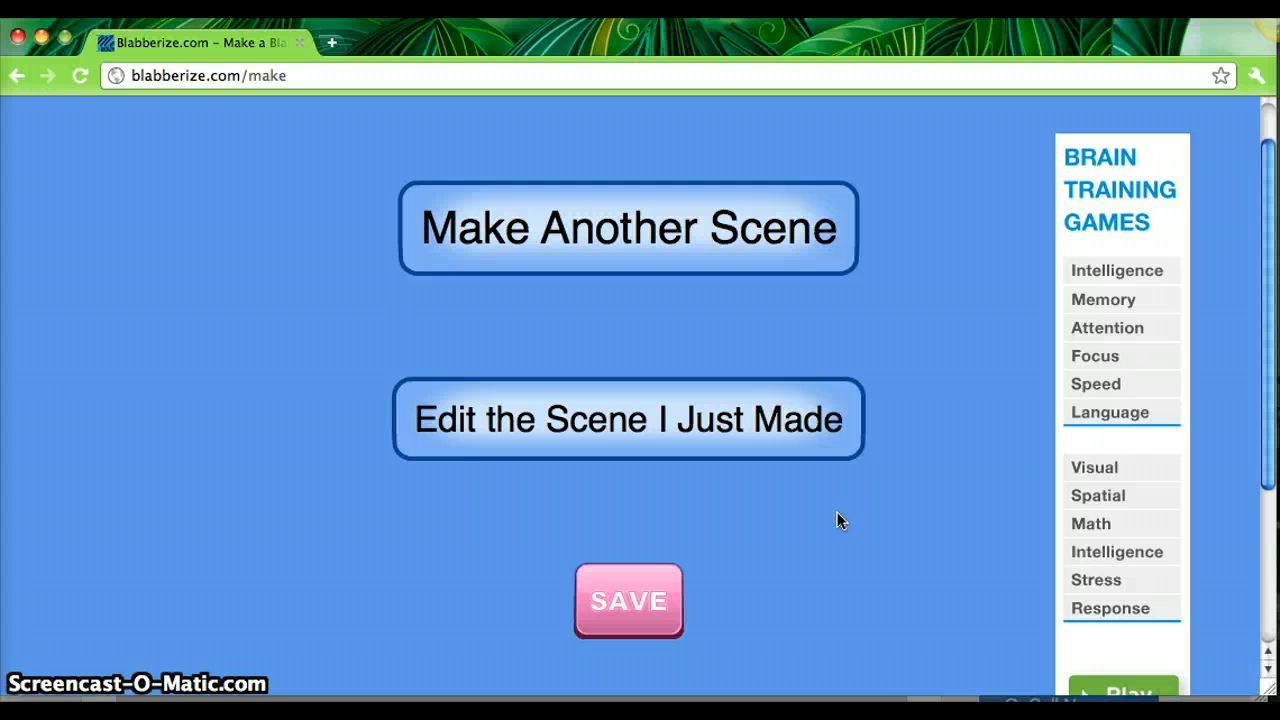 Blabberize.com – Make a Bla
blabberize.com/make
Make Another Scene
Edit the Scene I Just Made
SAVE
BRAIN
TRAINING
GAMES
Intelligence
Memory
Attention
Focus
Speed
Language
Visual
Spatial
Math
Intelligence
Stress
Response
Play
Screencast-O-Matic.com